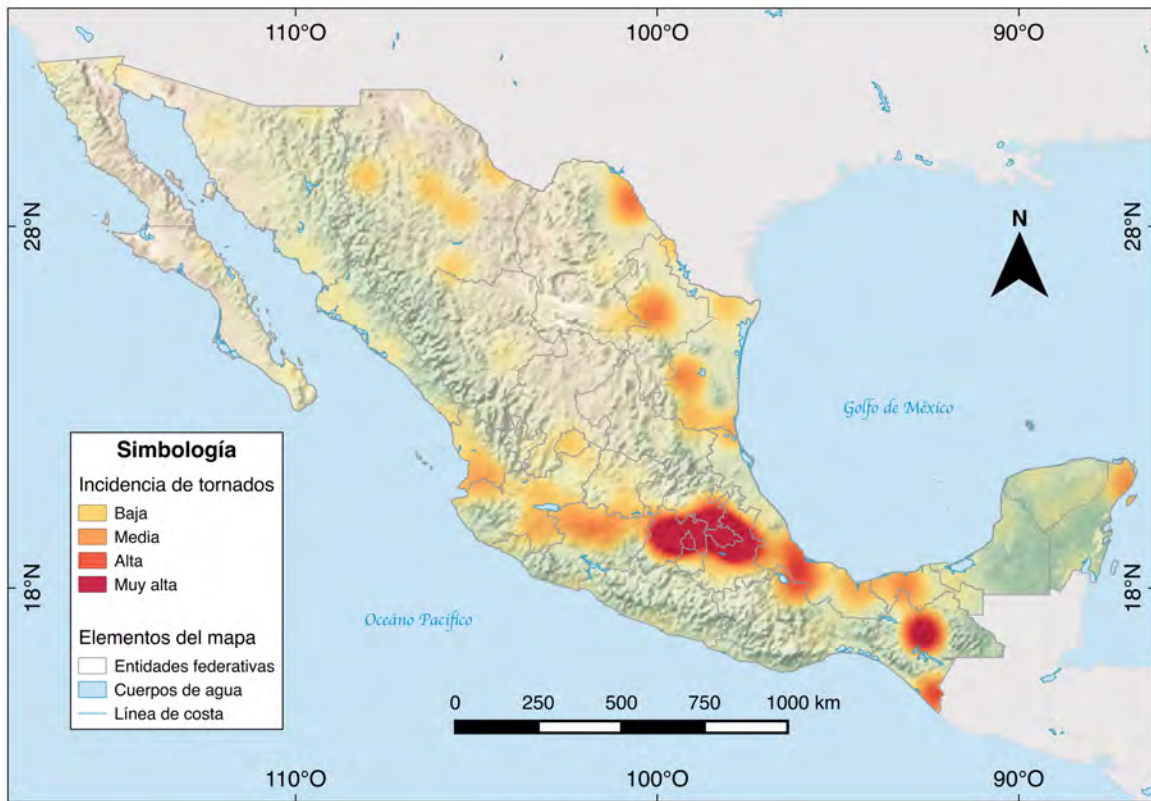 110°O 100°O 90°O
28°N 28°N
N
Golfo de México
Simbología
Incidencia de tornados
Baja
Media
Alta
Muy alta
Elementos del mapa
Entidades federativas
Cuerpos de agua
Línea de costa
18°N 18°N
Oceáno Pacífico
0 250 500 750 1000 km
110°O 100°O 90°O